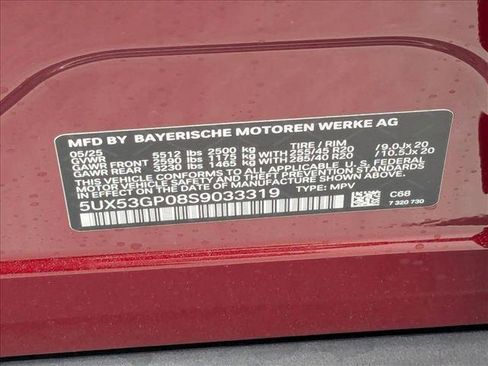 MFD BY BAYERISCHE MOTOREN WERKE AG
05/25 5512 lbs 2500 kg TIRE / RIM
GVWR
GAWR FRONT 2590 lbs 1175 kg 255/45 R20 /9.0Jx20
GAWR REAR 3230 lbs 1465 kg 285/40 R20 /10.5Jx20
THIS VEHICLE CONFORMS TO ALL APPLICABLE U.S. FEDERAL
MOTOR VEHICLE SAFETY, BUMPER, AND THEFT PREVENTION STANDARDS
IN EFFECT ON THE DATE OF MANUFACTURE SHOWN ABOVE.
5UX53GP08S9033319 TYPE: MPV
C68
7 320 730